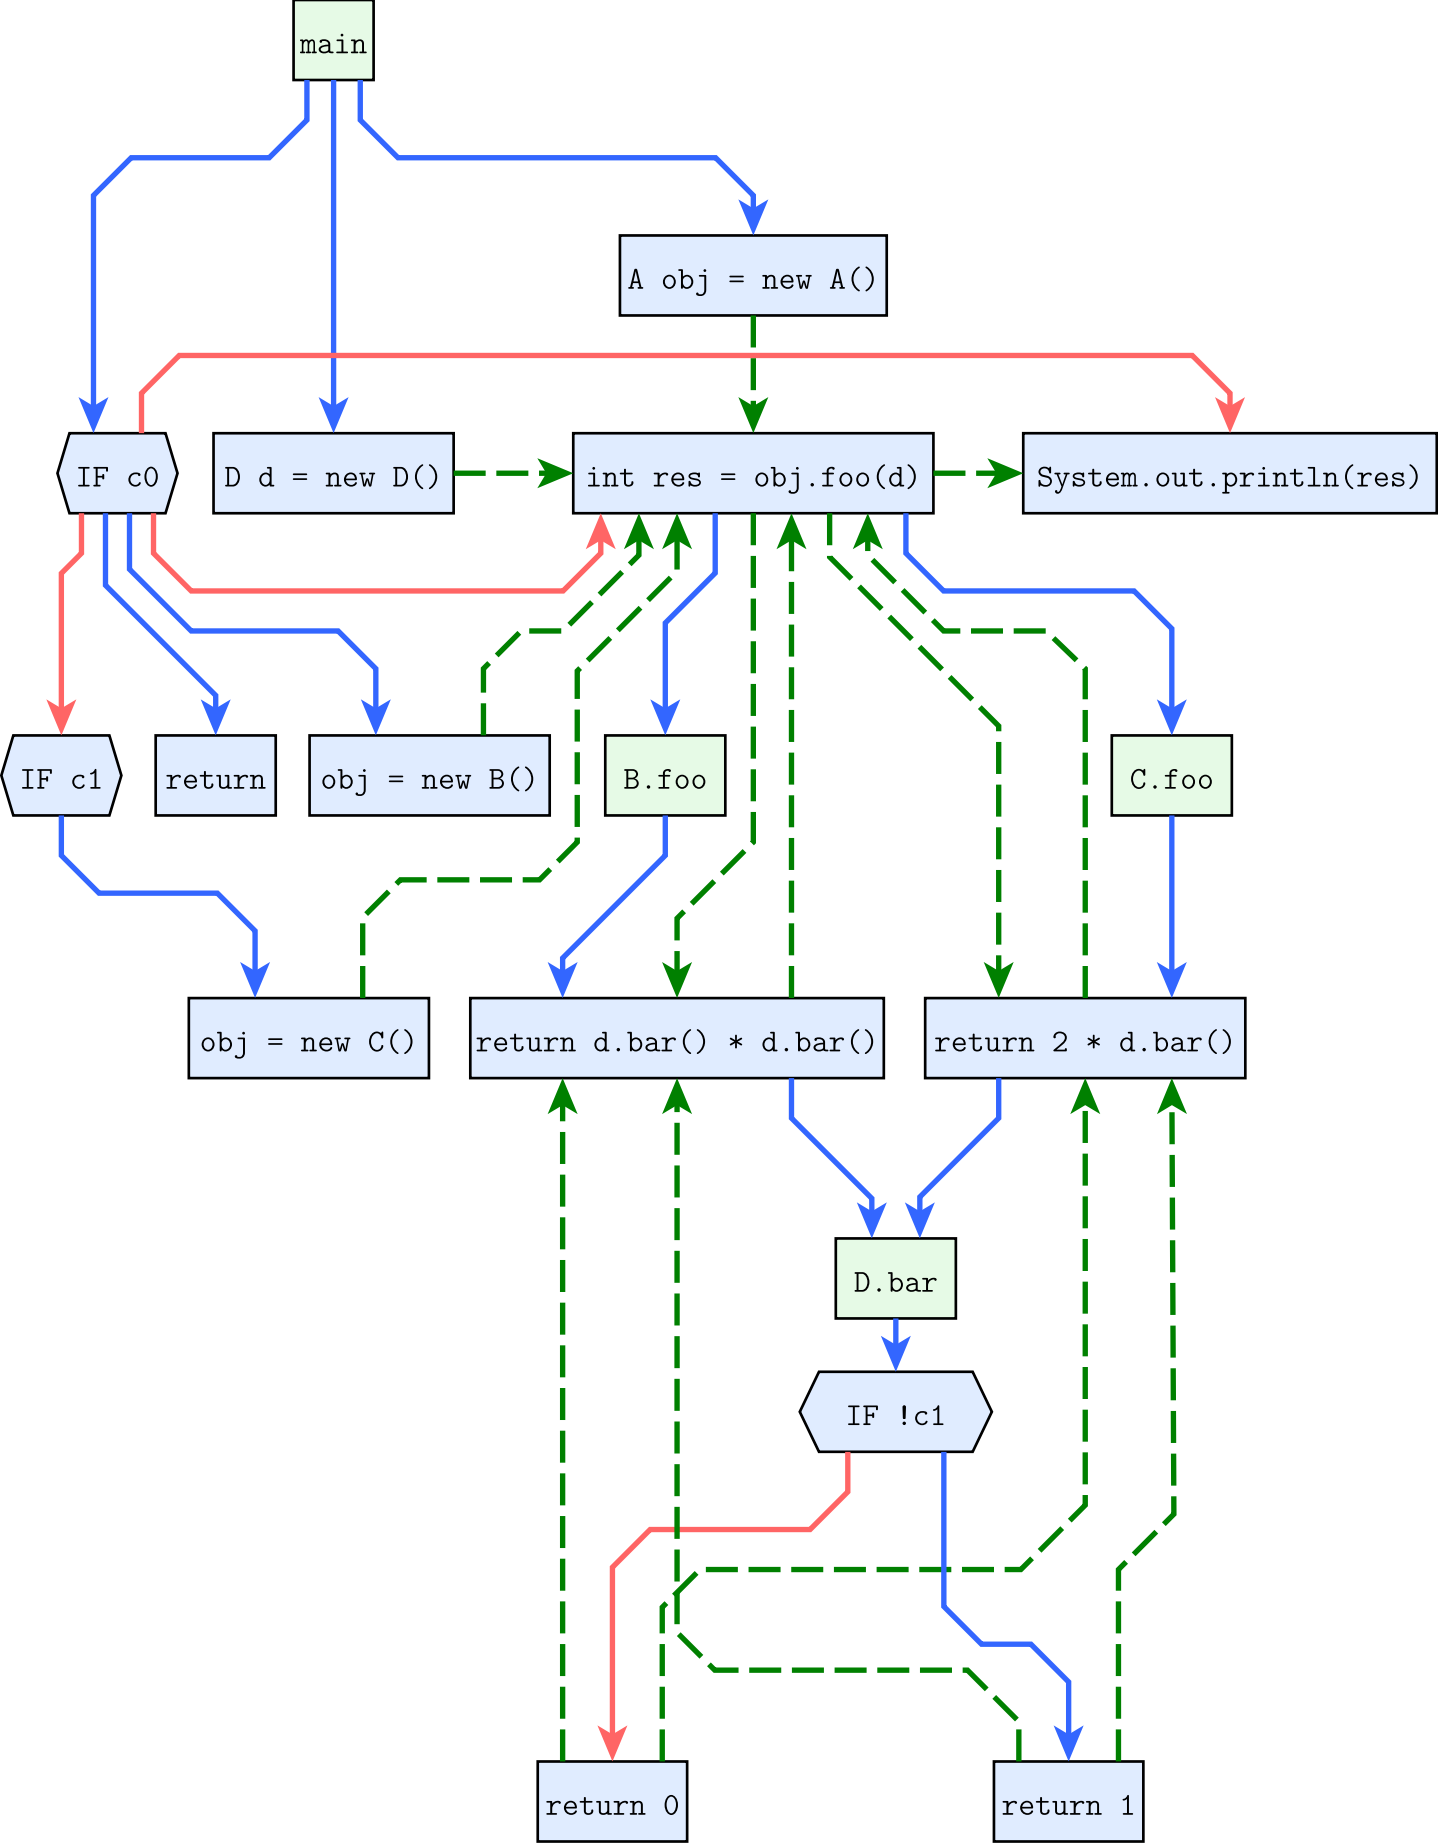 main
A obj = new A()
IF c0
D d = new D()
int res = obj.foo(d)
System.out.println(res)
IF c1
return
obj = new B()
B.foo
C.foo
obj = new C()
return d.bar() * d.bar()
return 2 * d.bar()
D.bar
IF !c1
return 0
return 1